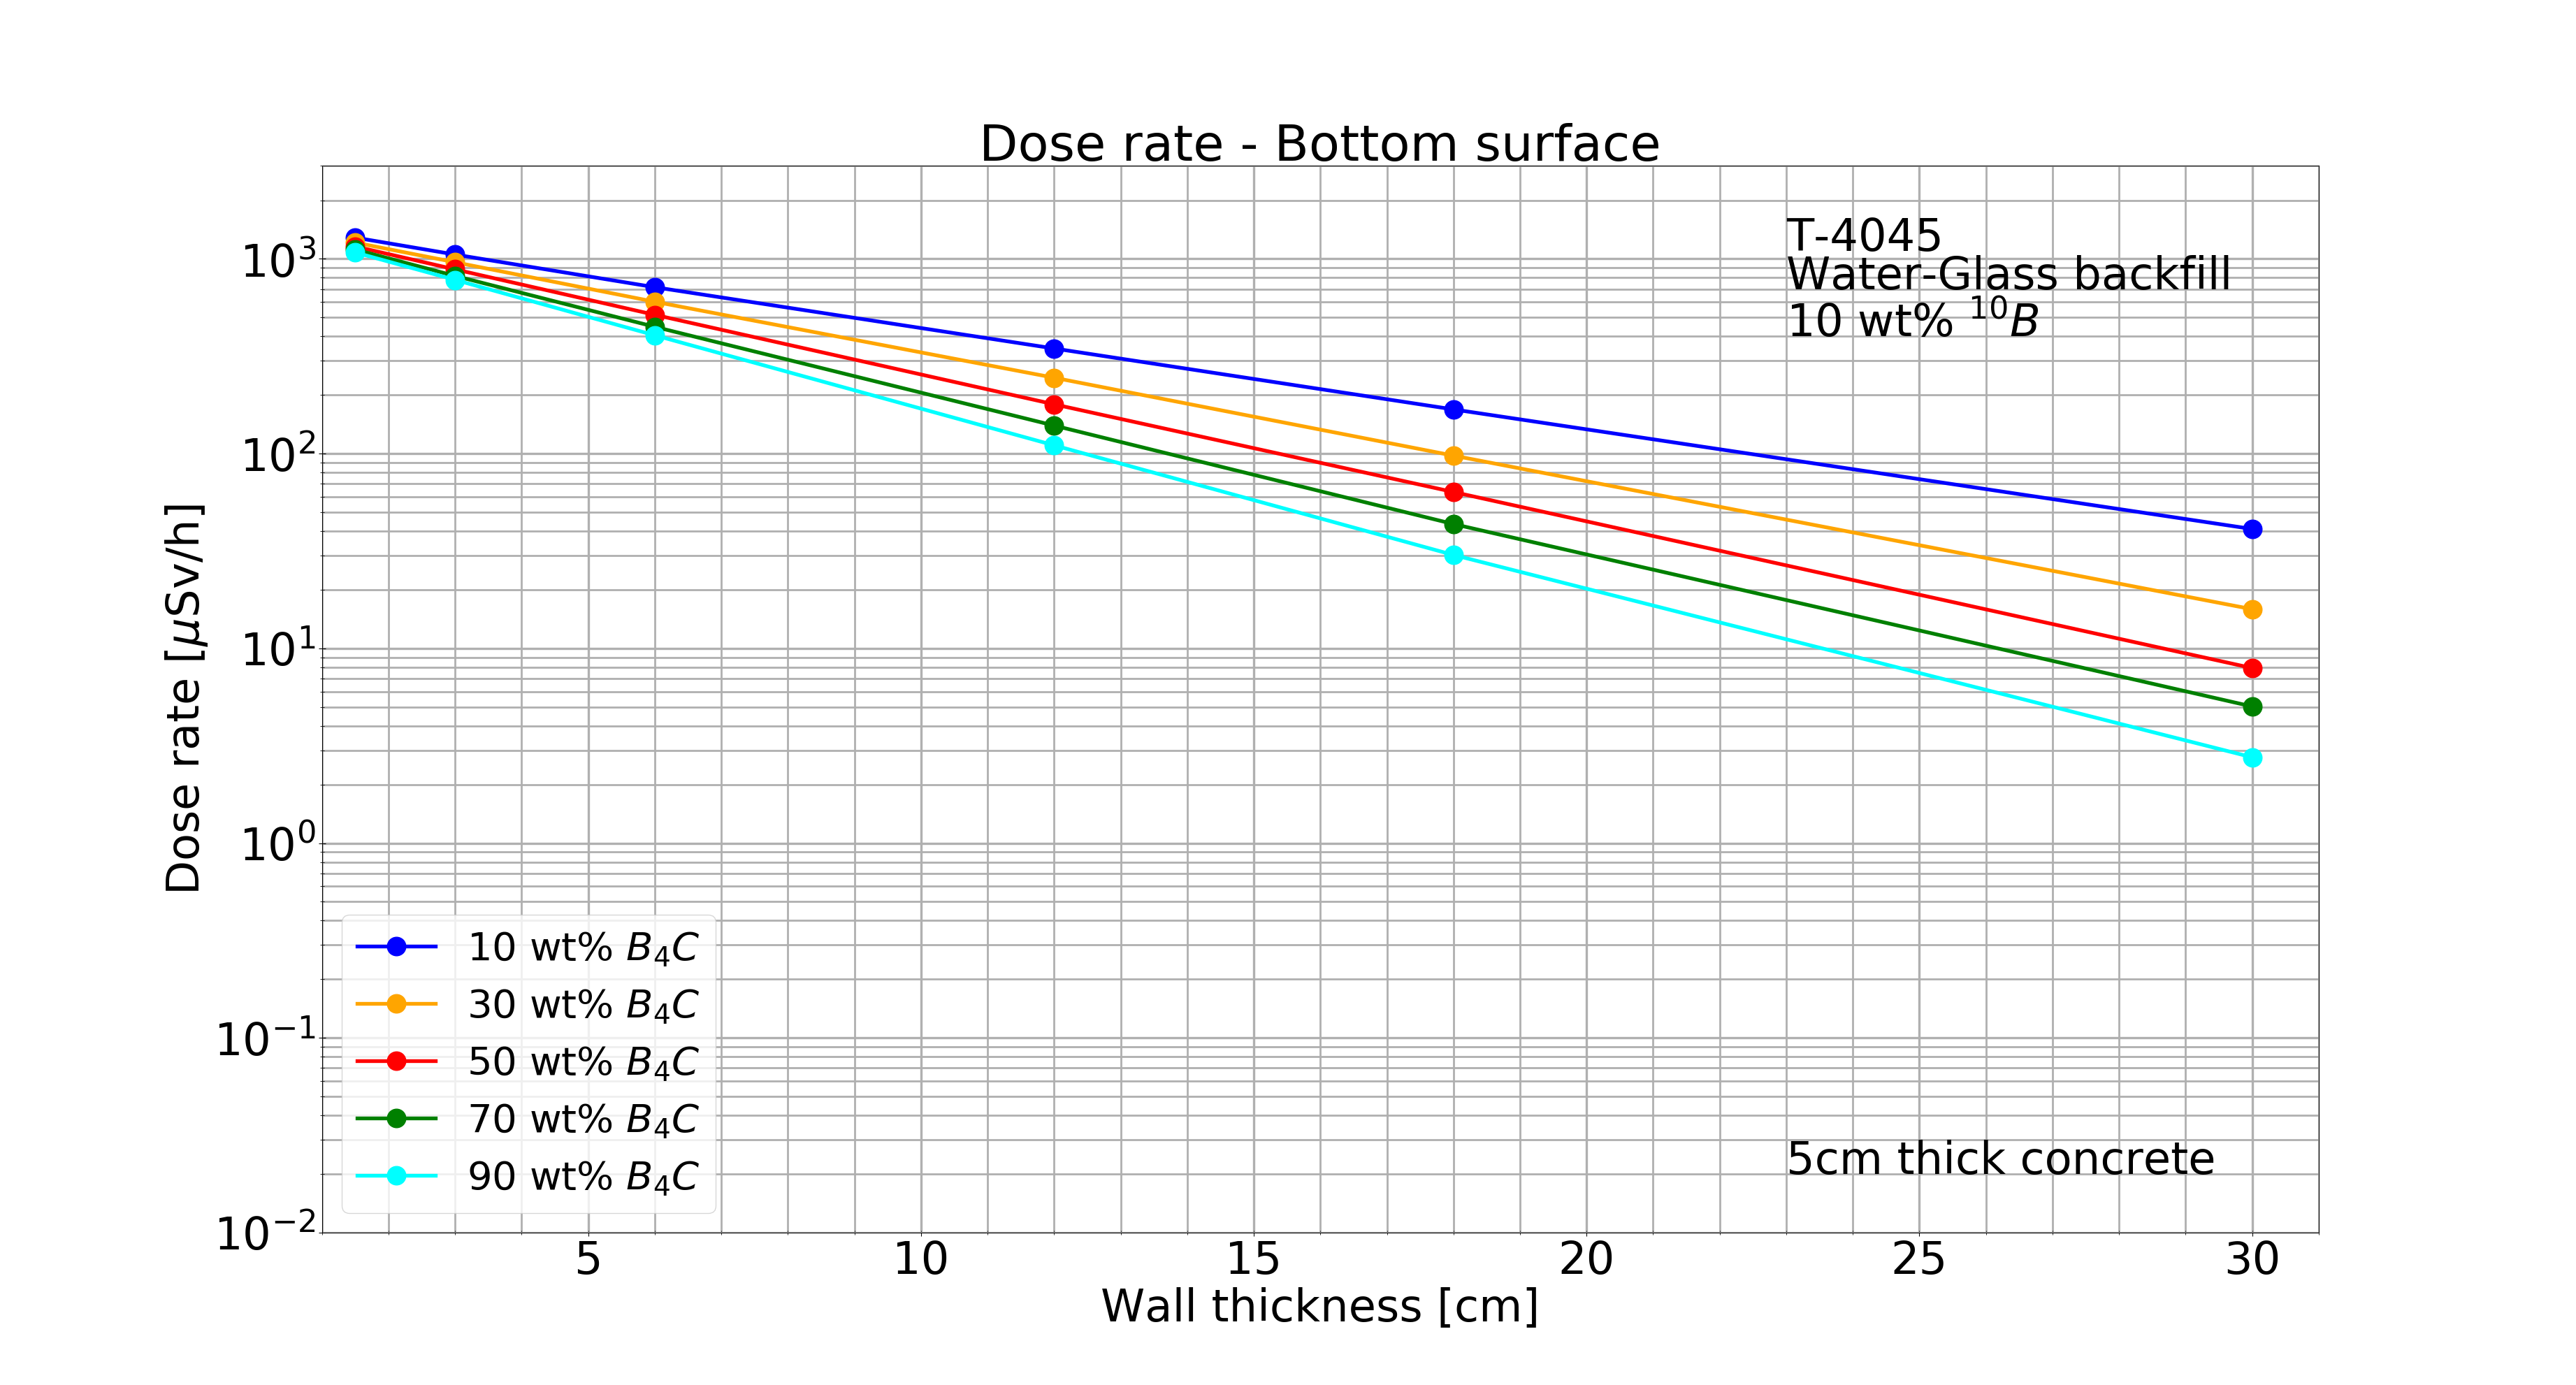 Dose rate - Bottom surface
T-4045
Water-Glass backfill
10 wt% ¹⁰B
10³
10²
10¹
10⁰
10⁻¹
10⁻²
Dose rate [μSv/h]
10 wt% B₄C
30 wt% B₄C
50 wt% B₄C
70 wt% B₄C
90 wt% B₄C
5cm thick concrete
5 10 15 20 25 30
Wall thickness [cm]